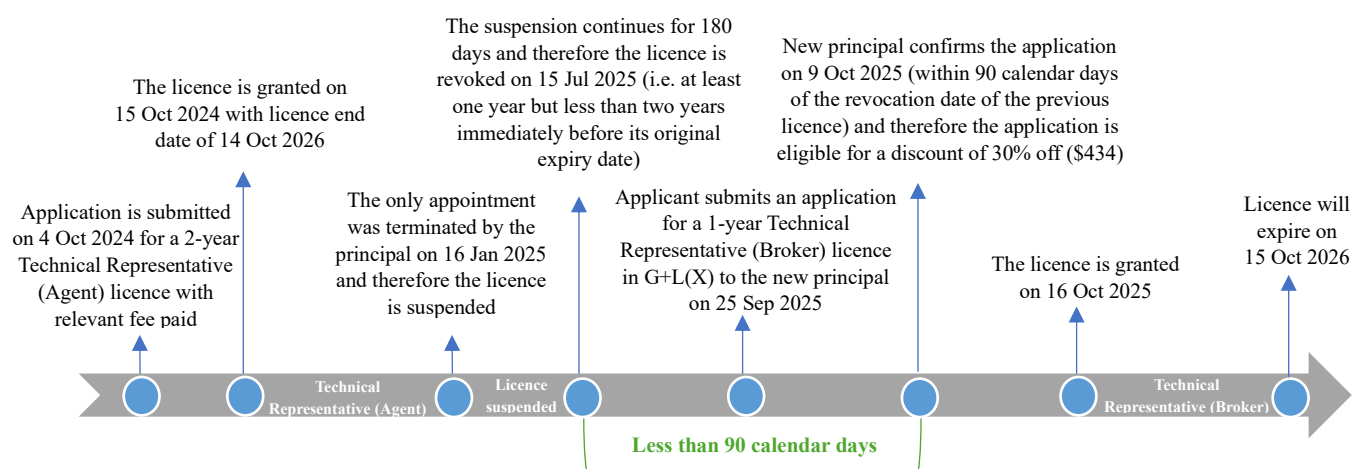 Application is submitted
on 4 Oct 2024 for a 2-year
Technical Representative
(Agent) licence with
relevant fee paid
The licence is granted on
15 Oct 2024 with licence end
date of 14 Oct 2026
The only appointment
was terminated by the
principal on 16 Jan 2025
and therefore the licence
is suspended
The suspension continues for 180
days and therefore the licence is
revoked on 15 Jul 2025 (i.e. at least
one year but less than two years
immediately before its original
expiry date)
Applicant submits an application
for a 1-year Technical
Representative (Broker) licence
in G+L(X) to the new principal
on 25 Sep 2025
New principal confirms the application
on 9 Oct 2025 (within 90 calendar days
of the revocation date of the previous
licence) and therefore the application is
eligible for a discount of 30% off ($434)
The licence is granted
on 16 Oct 2025
Licence will
expire on
15 Oct 2026
Technical
Representative (Agent)
Licence
suspended
Technical
Representative (Broker)
Less than 90 calendar days